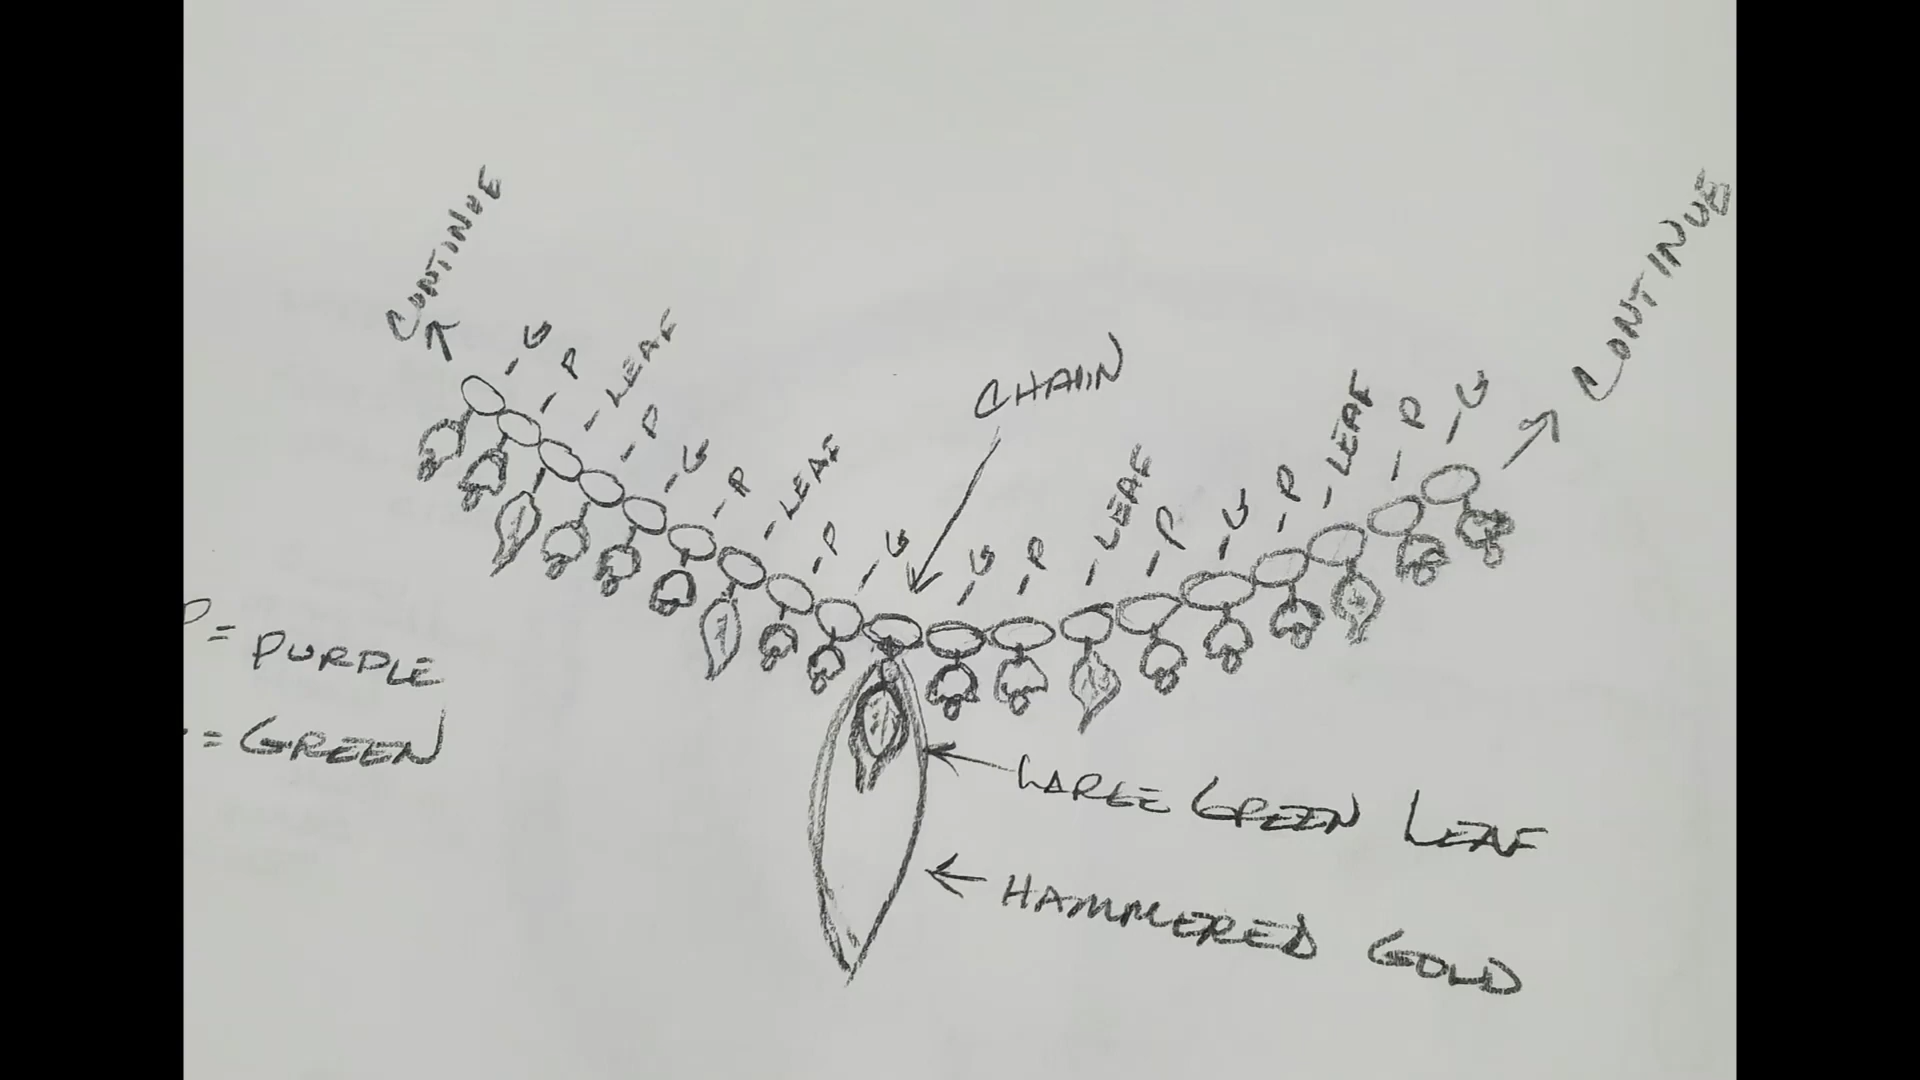 CONTINUE
G
P
LEAF
P
G
P
LEAF
P
G
CHAIN
G
P
LEAF
P
G
P
LEAF
P
G
CONTINUE
P = PURPLE
= GREEN
LARGE GREEN LEAF
HAMMERED GOLD